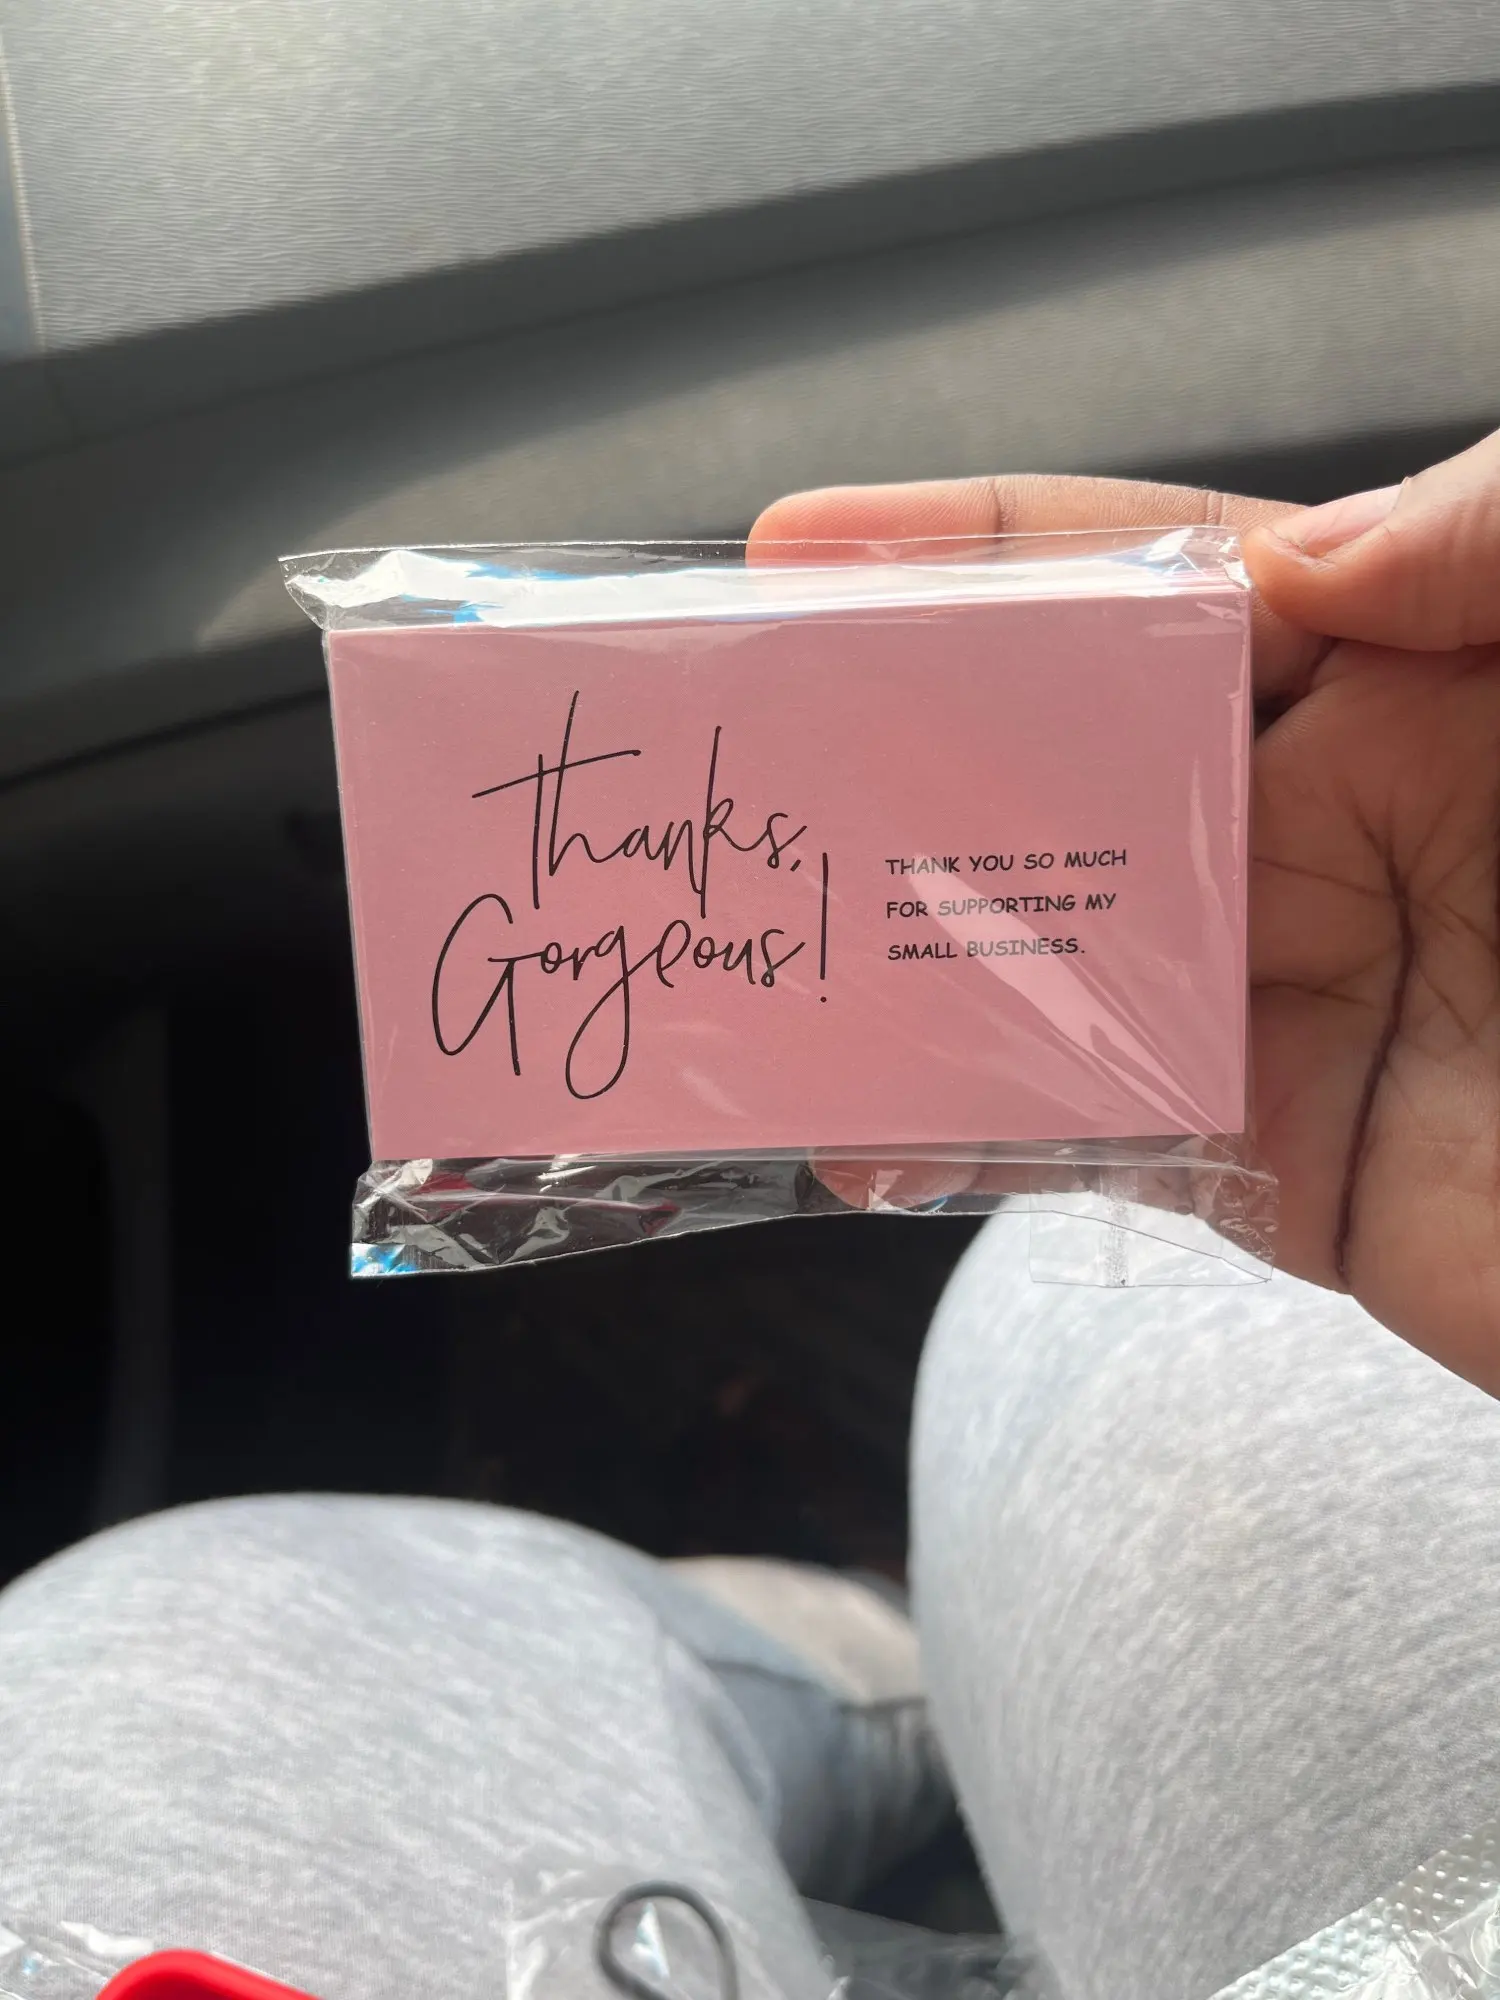 Thanks,
Gorgeous!
THANK YOU SO MUCH
FOR SUPPORTING MY
SMALL BUSINESS.